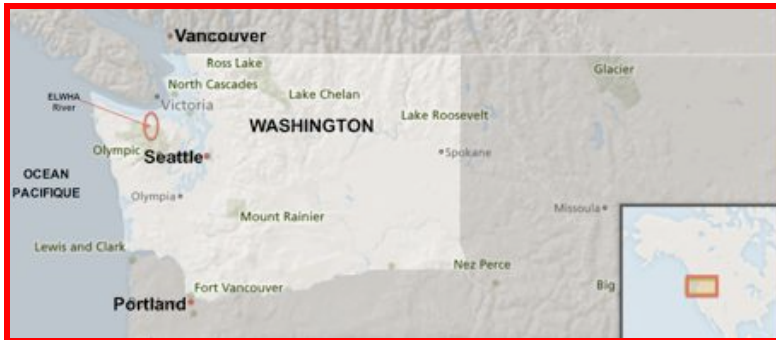 Vancouver
Ross Lake
Glacier
North Cascades
ELWHA
River
Victoria
Lake Chelan
Lake Roosevelt
WASHINGTON
Olympic
Seattle
Spokane
OCEAN
PACIFIQUE
Olympia
Missoula
Mount Rainier
Lewis and Clark
Nez Perce
Fort Vancouver
Big
Portland